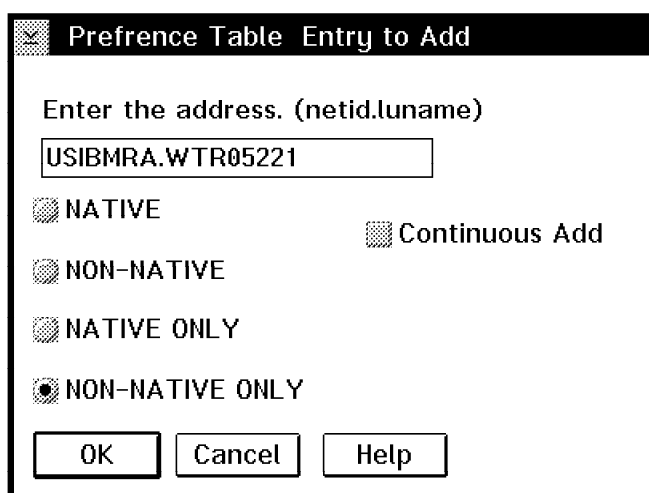 Prefrence Table Entry to Add
Enter the address. (netid.luname)
USIBMRA.WTR05221
NATIVE
Continuous Add
NON-NATIVE
NATIVE ONLY
NON-NATIVE ONLY
OK Cancel Help